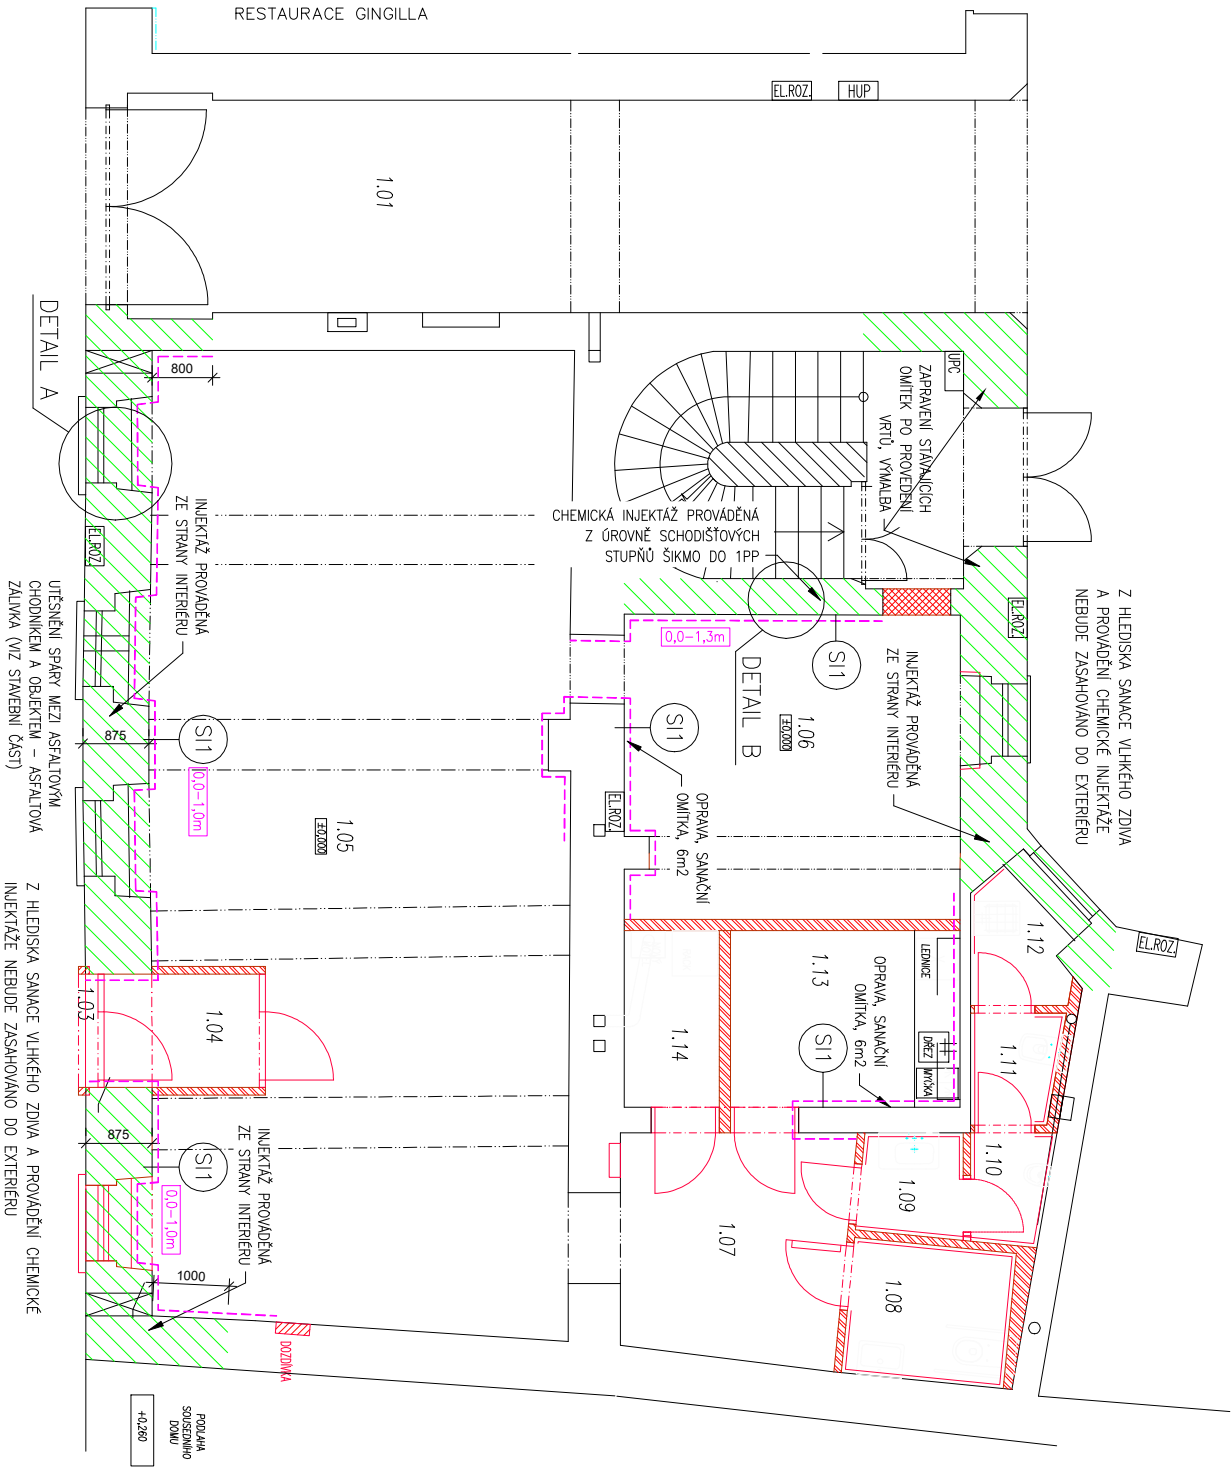 RESTAURACE GINGILLA
EL.ROZ.
HUP
1.01
DETAIL A
800
UPC
ZAPRAVENÍ STÁVAJÍCÍCH
OMÍTEK PO PROVEDENÍ
VRTŮ, VÝMALBA
CHEMICKÁ INJEKTÁŽ PROVÁDĚNÁ
Z ÚROVNĚ SCHODIŠŤOVÝCH
STUPŇŮ ŠIKMO DO 1PP
INJEKTÁŽ PROVÁDĚNÁ
ZE STRANY INTERIÉRU
EL.ROZ.
EL.ROZ.
Z HLEDISKA SANACE VLHKÉHO ZDIVA
A PROVÁDĚNÍ CHEMICKÉ INJEKTÁŽE
NEBUDE ZASAHOVÁNO DO EXTERIÉRU
UTĚSNĚNÍ SPÁRY MEZI ASFALTOVÝM
CHODNÍKEM A OBJEKTEM – ASFALTOVÁ
ZÁLIVKA (VIZ STAVEBNÍ ČÁST)
0,0–1,3m
SI1
DETAIL B
INJEKTÁŽ PROVÁDĚNÁ
ZE STRANY INTERIÉRU
1.06
±0,000
SI1
SI1
875
0,0–1,0m
OPRAVA, SANAČNÍ
OMÍTKA, 6m2
EL.ROZ.
1.05
±0,000
1.12
EL.ROZ.
1.13
LEDNICE
OPRAVA, SANAČNÍ
OMÍTKA, 6m2
DŘEZ
MYČKA
SI1
1.14
1.11
1.03
1.04
Z HLEDISKA SANACE VLHKÉHO ZDIVA A PROVÁDĚNÍ CHEMICKÉ
INJEKTÁŽE NEBUDE ZASAHOVÁNO DO EXTERIÉRU
875
SI1
INJEKTÁŽ PROVÁDĚNÁ
ZE STRANY INTERIÉRU
0,0–1,0m
1000
1.10
1.09
1.07
1.08
DOZDÍVKA
PODLAHA
SOUSEDNÍHO
DOMU
+0,260